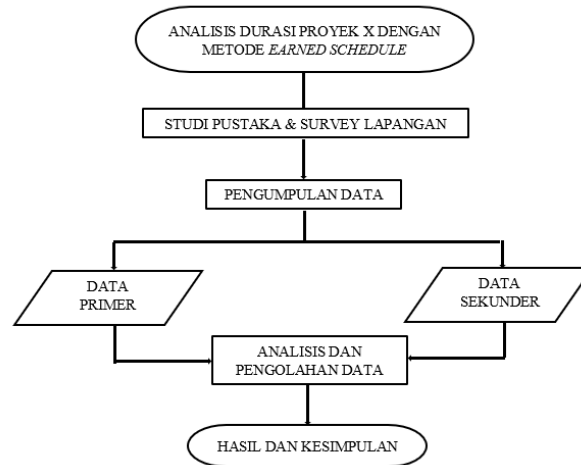 ANALISIS DURASI PROYEK X DENGAN
METODE EARNED SCHEDULE
STUDI PUSTAKA & SURVEY LAPANGAN
PENGUMPULAN DATA
DATA
PRIMER
DATA
SEKUNDER
ANALISIS DAN
PENGOLAHAN DATA
HASIL DAN KESIMPULAN